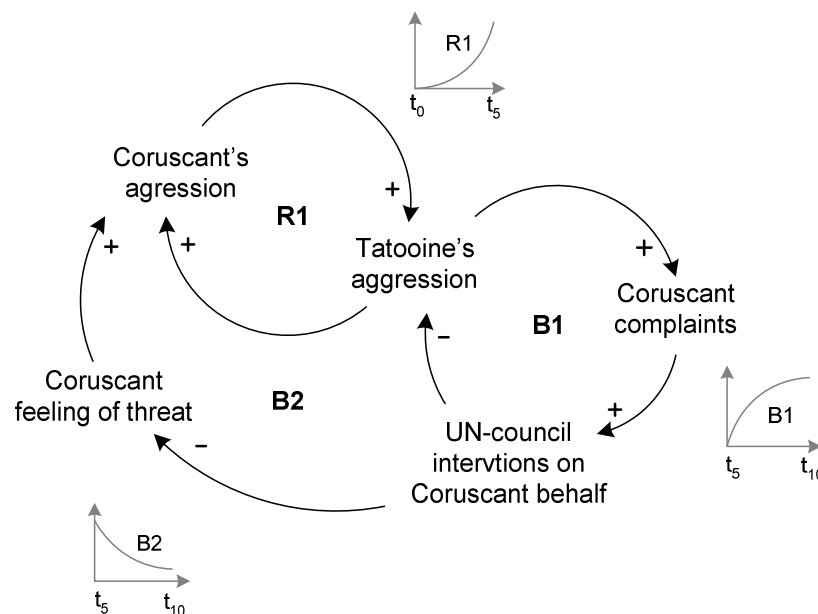 R1
t0
t5
Coruscant's
agression
+
R1
+
+
Tatooine's
aggression
+
Coruscant
complaints
B1
–
Coruscant
feeling of threat
B2
+
B1
t5
t10
UN-council
intervtions on
Coruscant behalf
–
B2
t5
t10